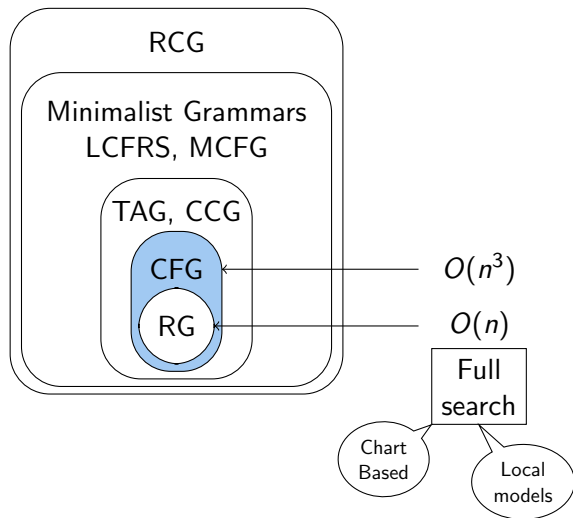 RCG
Minimalist Grammars
LCFRS, MCFG
TAG, CCG
CFG
O(n³)
RG
O(n)
Full
search
Chart
Based
Local
models